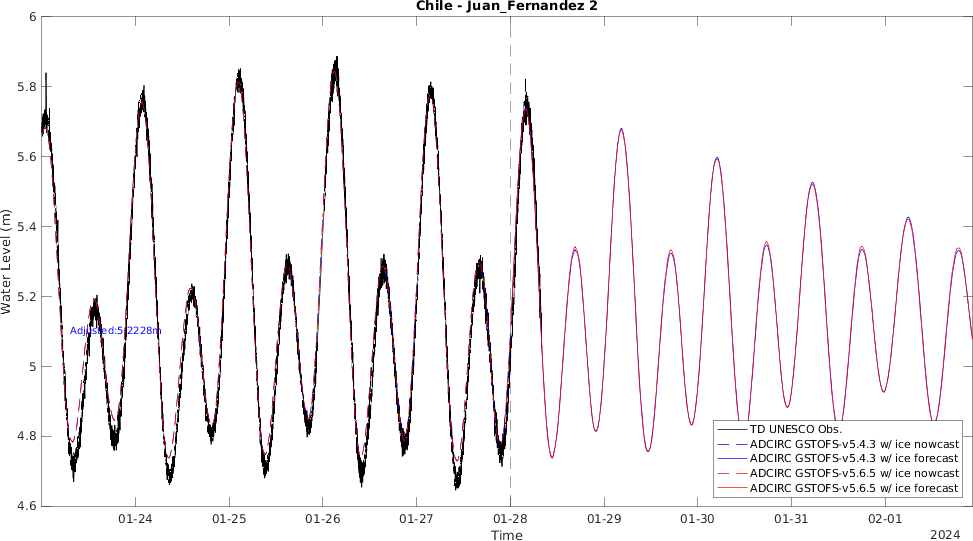 Chile - Juan_Fernandez 2
6
5.8
5.6
5.4
5.2
5
4.8
4.6
Water Level (m)
Adjusted:5.2228m
TD UNESCO Obs.
ADCIRC GSTOFS-v5.4.3 w/ ice nowcast
ADCIRC GSTOFS-v5.4.3 w/ ice forecast
ADCIRC GSTOFS-v5.6.5 w/ ice nowcast
ADCIRC GSTOFS-v5.6.5 w/ ice forecast
01-24
01-25
01-26
01-27
01-28
01-29
01-30
01-31
02-01
Time
2024